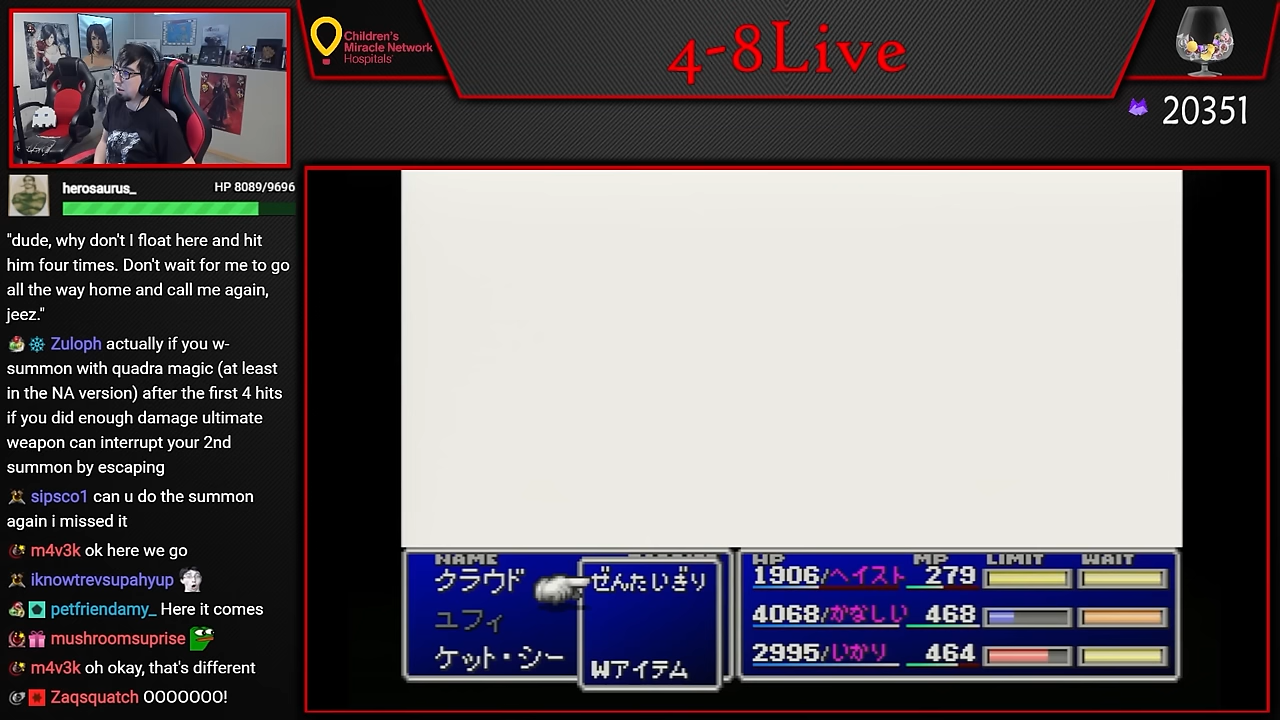 Children's
Miracle Network
Hospitals
4-8Live
20351
herosaurus_ HP 8089/9696
"dude, why don't I float here and hit
him four times. Don't wait for me to go
all the way home and call me again,
jeez."
Zuloph actually if you w-
summon with quadra magic (at least
in the NA version) after the first 4 hits
if you did enough damage ultimate
weapon can interrupt your 2nd
summon by escaping
sipsco1 can u do the summon
again i missed it
m4v3k ok here we go
iknowtrevsupahyup
petfriendamy_ Here it comes
mushroomsuprise
m4v3k oh okay, that's different
Zaqsquatch OOOOOOO!
NAME HP MP LIMIT WAIT
クラウド ぜんたいぎり 1906/ヘイスト 279
ユフィ 4068/かなしい 468
ケット・シー Wアイテム 2995/いかり 464